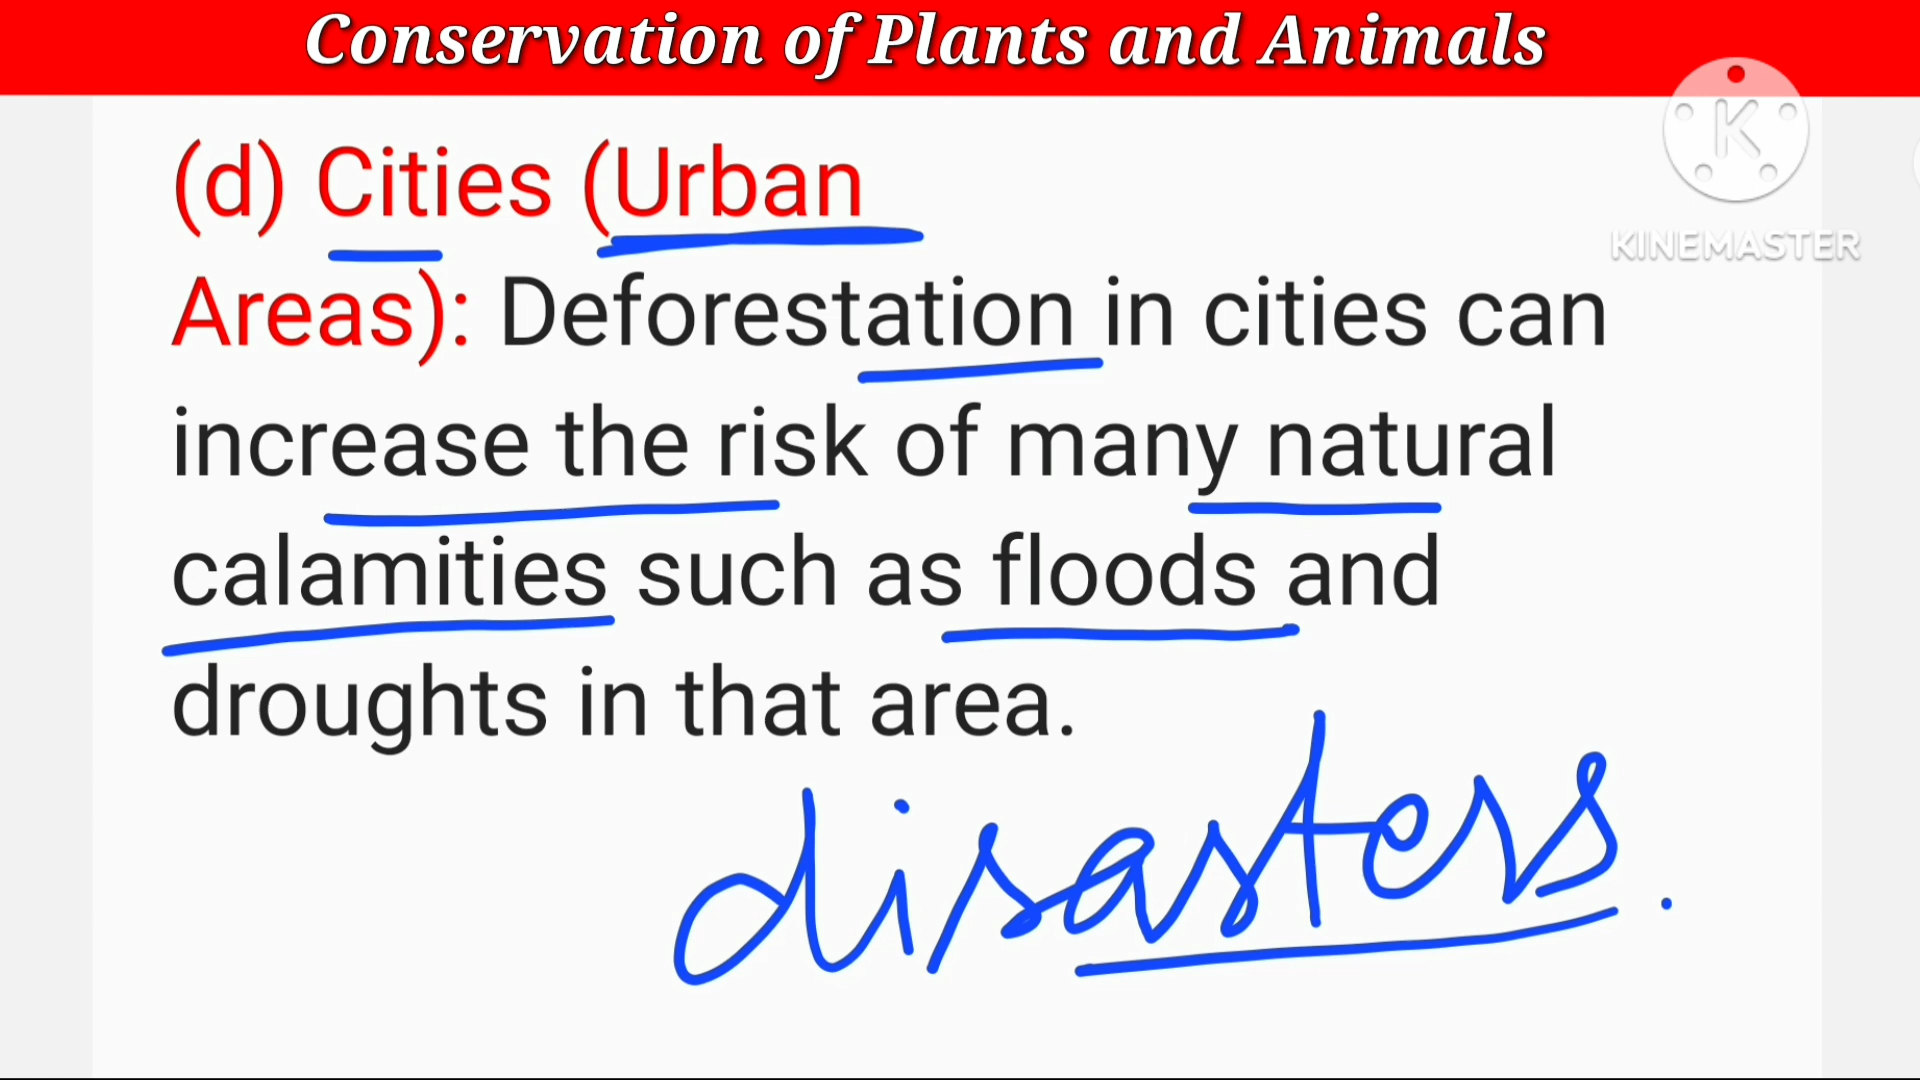 Conservation of Plants and Animals
K
KINEMASTER
(d) Cities (Urban
Areas): Deforestation in cities can
increase the risk of many natural
calamities such as floods and
droughts in that area.
disasters.